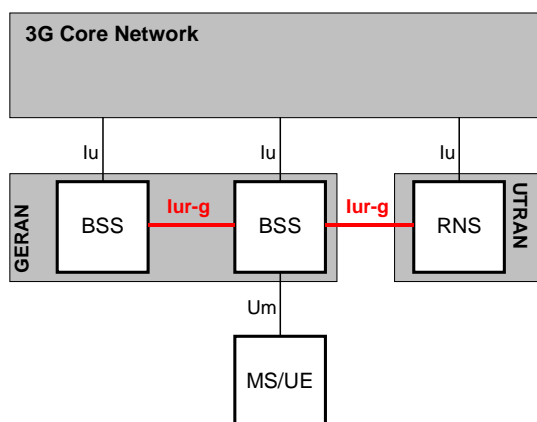 3G Core Network
Iu
Iu
Iu
GERAN
BSS
Iur-g
BSS
Iur-g
RNS
UTRAN
Um
MS/UE